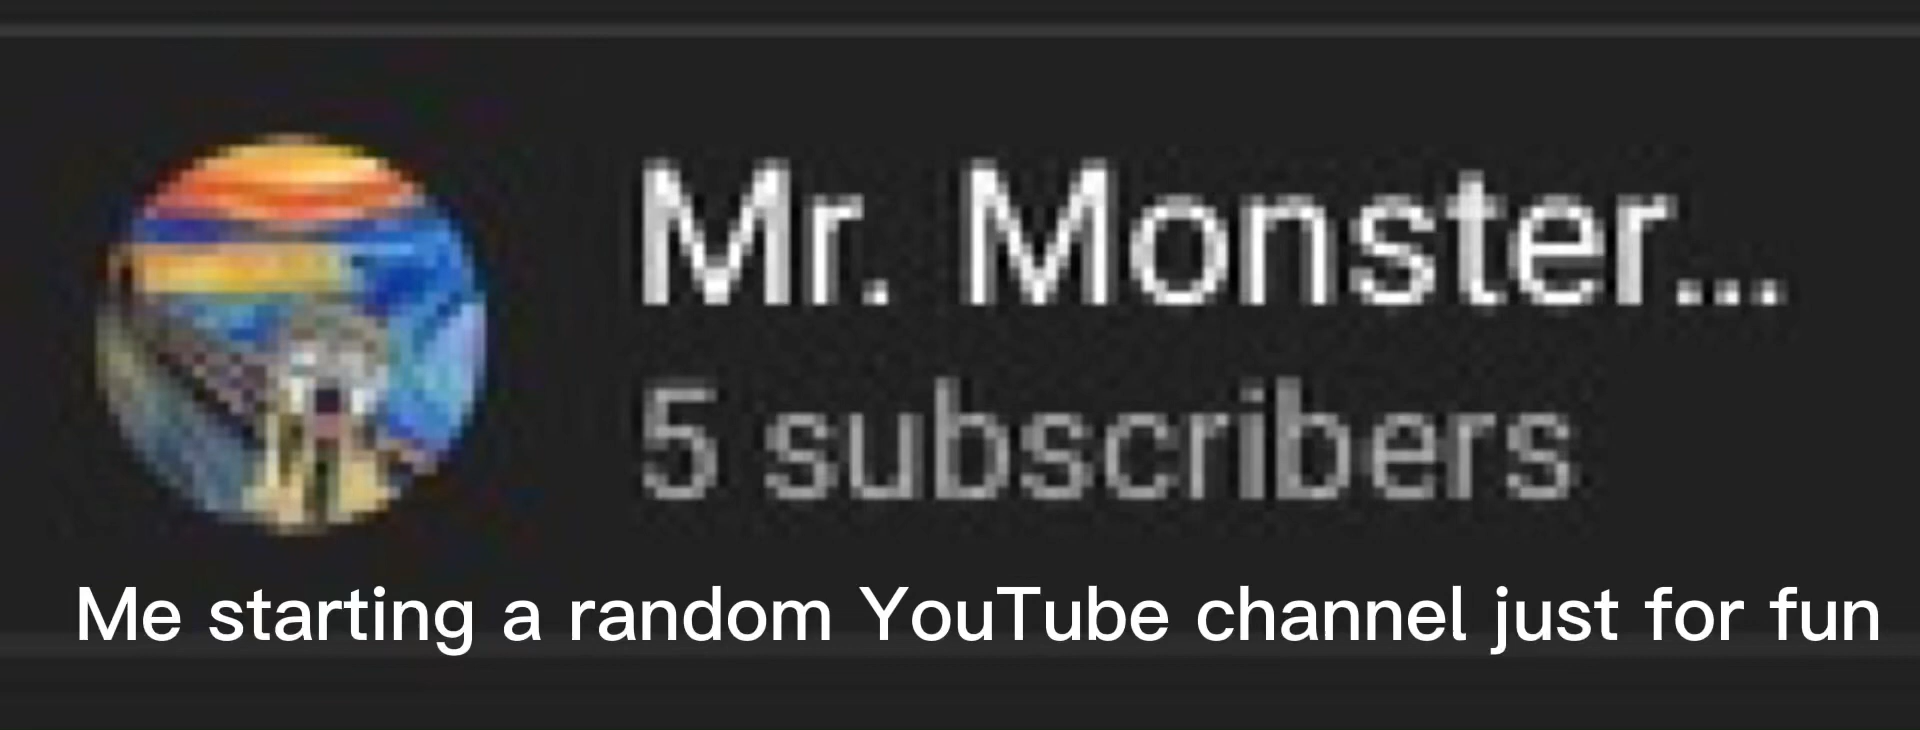 Mr. Monster...
5 subscribers
Me starting a random YouTube channel just for fun